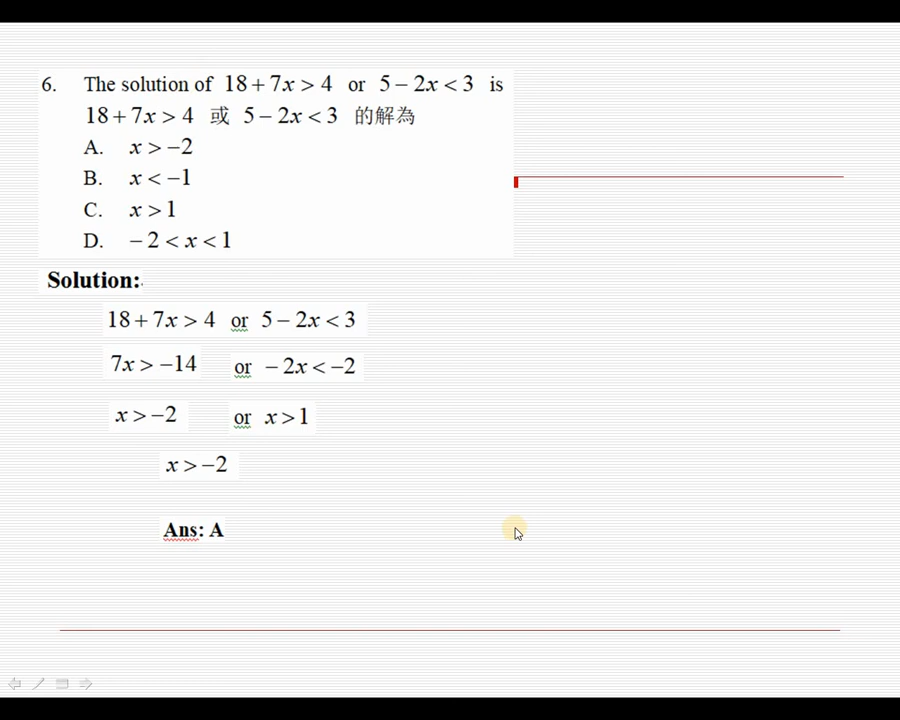 6. The solution of 18 + 7x > 4 or 5 − 2x < 3 is
18 + 7x > 4 或 5 − 2x < 3 的解為
A. x > −2
B. x < −1
C. x > 1
D. −2 < x < 1
Solution:
18 + 7x > 4 or 5 − 2x < 3
7x > −14 or −2x < −2
x > −2 or x > 1
x > −2
Ans: A